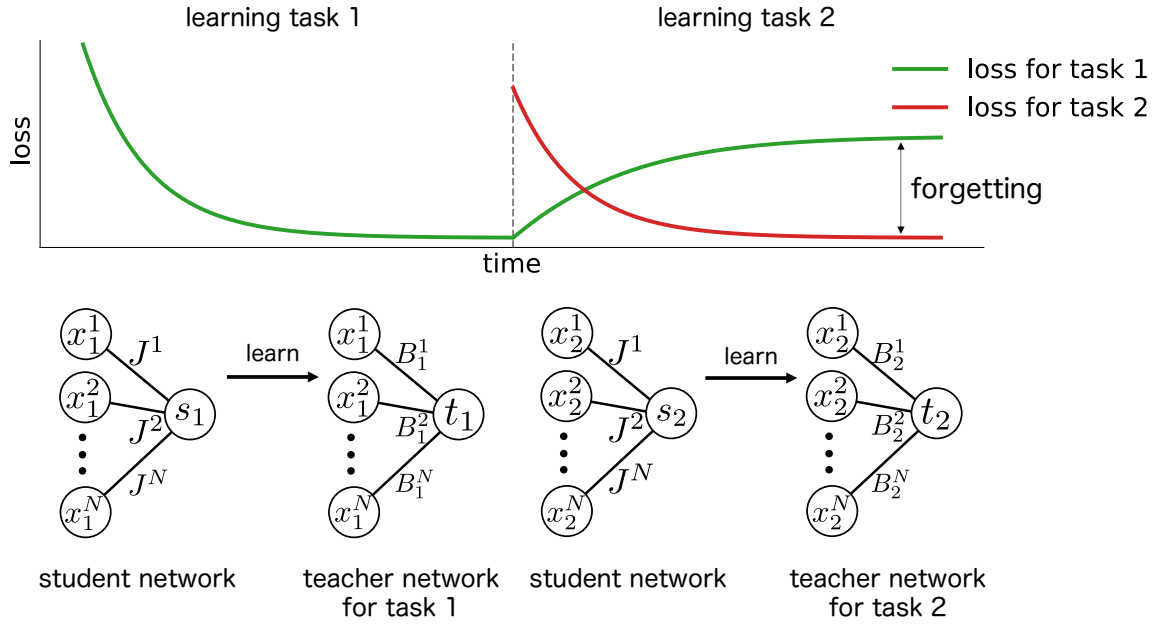 learning task 1
learning task 2
loss for task 1
loss for task 2
loss
forgetting
time
x_1^1
x_1^2
x_1^N
J^1
J^2
J^N
s_1
learn
x_1^1
x_1^2
x_1^N
B_1^1
B_1^2
B_1^N
t_1
x_2^1
x_2^2
x_2^N
J^1
J^2
J^N
s_2
learn
x_2^1
x_2^2
x_2^N
B_2^1
B_2^2
B_2^N
t_2
student network
teacher network
for task 1
student network
teacher network
for task 2